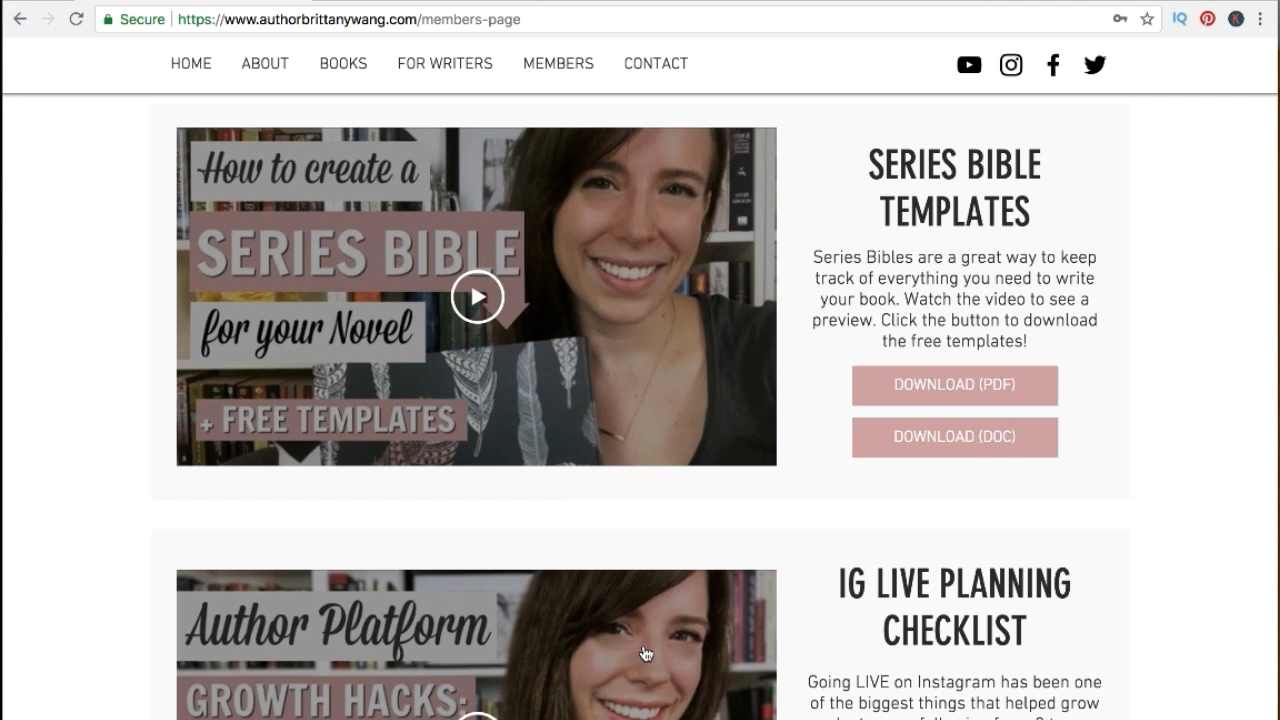 Secure https://www.authorbrittanywang.com/members-page
IQ
K
HOME ABOUT BOOKS FOR WRITERS MEMBERS CONTACT
How to create a
SERIES BIBLE
for your Novel
+ FREE TEMPLATES
SERIES BIBLE
TEMPLATES
Series Bibles are a great way to keep
track of everything you need to write
your book. Watch the video to see a
preview. Click the button to download
the free templates!
DOWNLOAD (PDF)
DOWNLOAD (DOC)
Author Platform
GROWTH HACKS:
IG LIVE PLANNING
CHECKLIST
Going LIVE on Instagram has been one
of the biggest things that helped grow